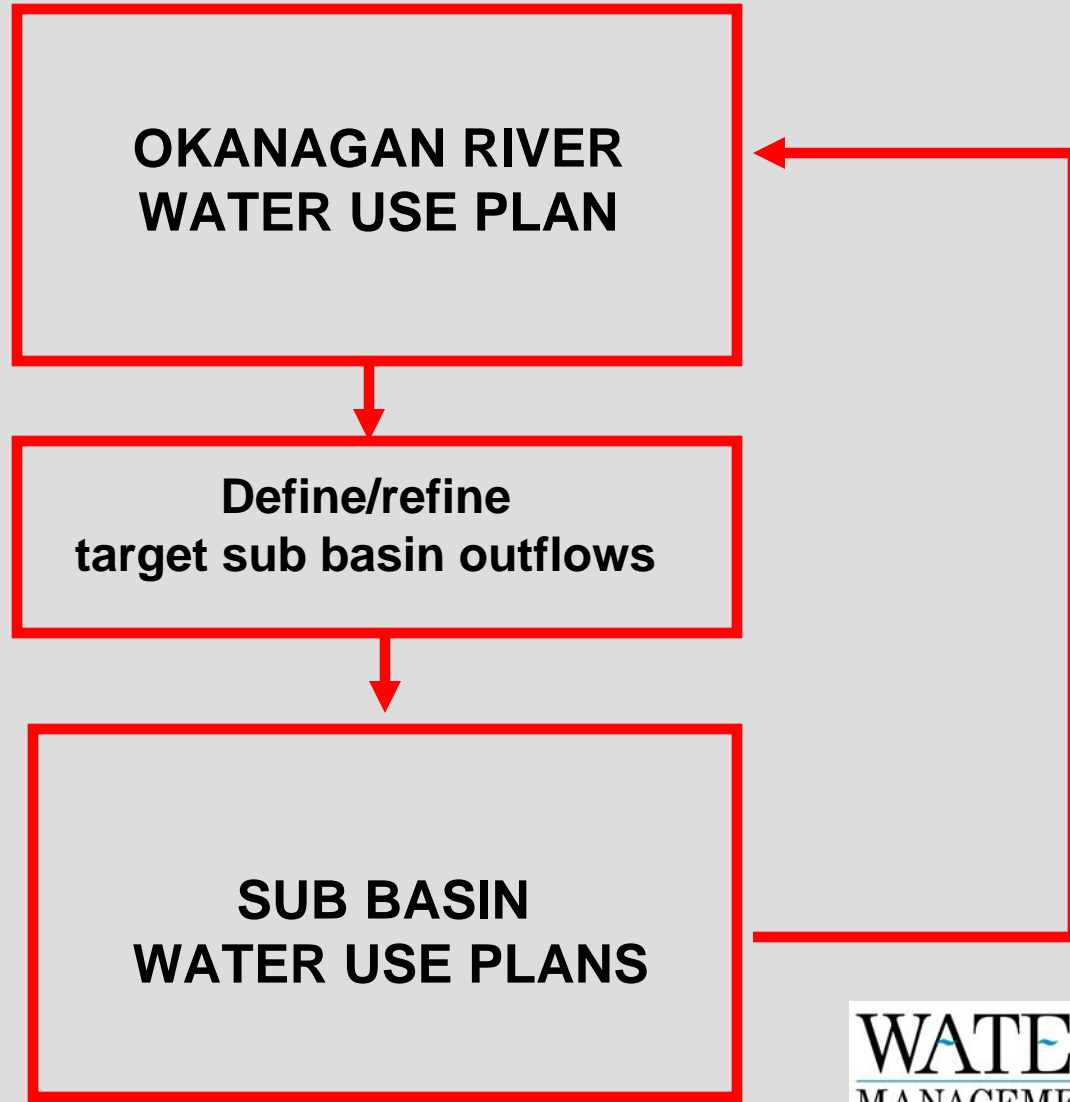 OKANAGAN RIVER
WATER USE PLAN
Define/refine
target sub basin outflows
SUB BASIN
WATER USE PLANS